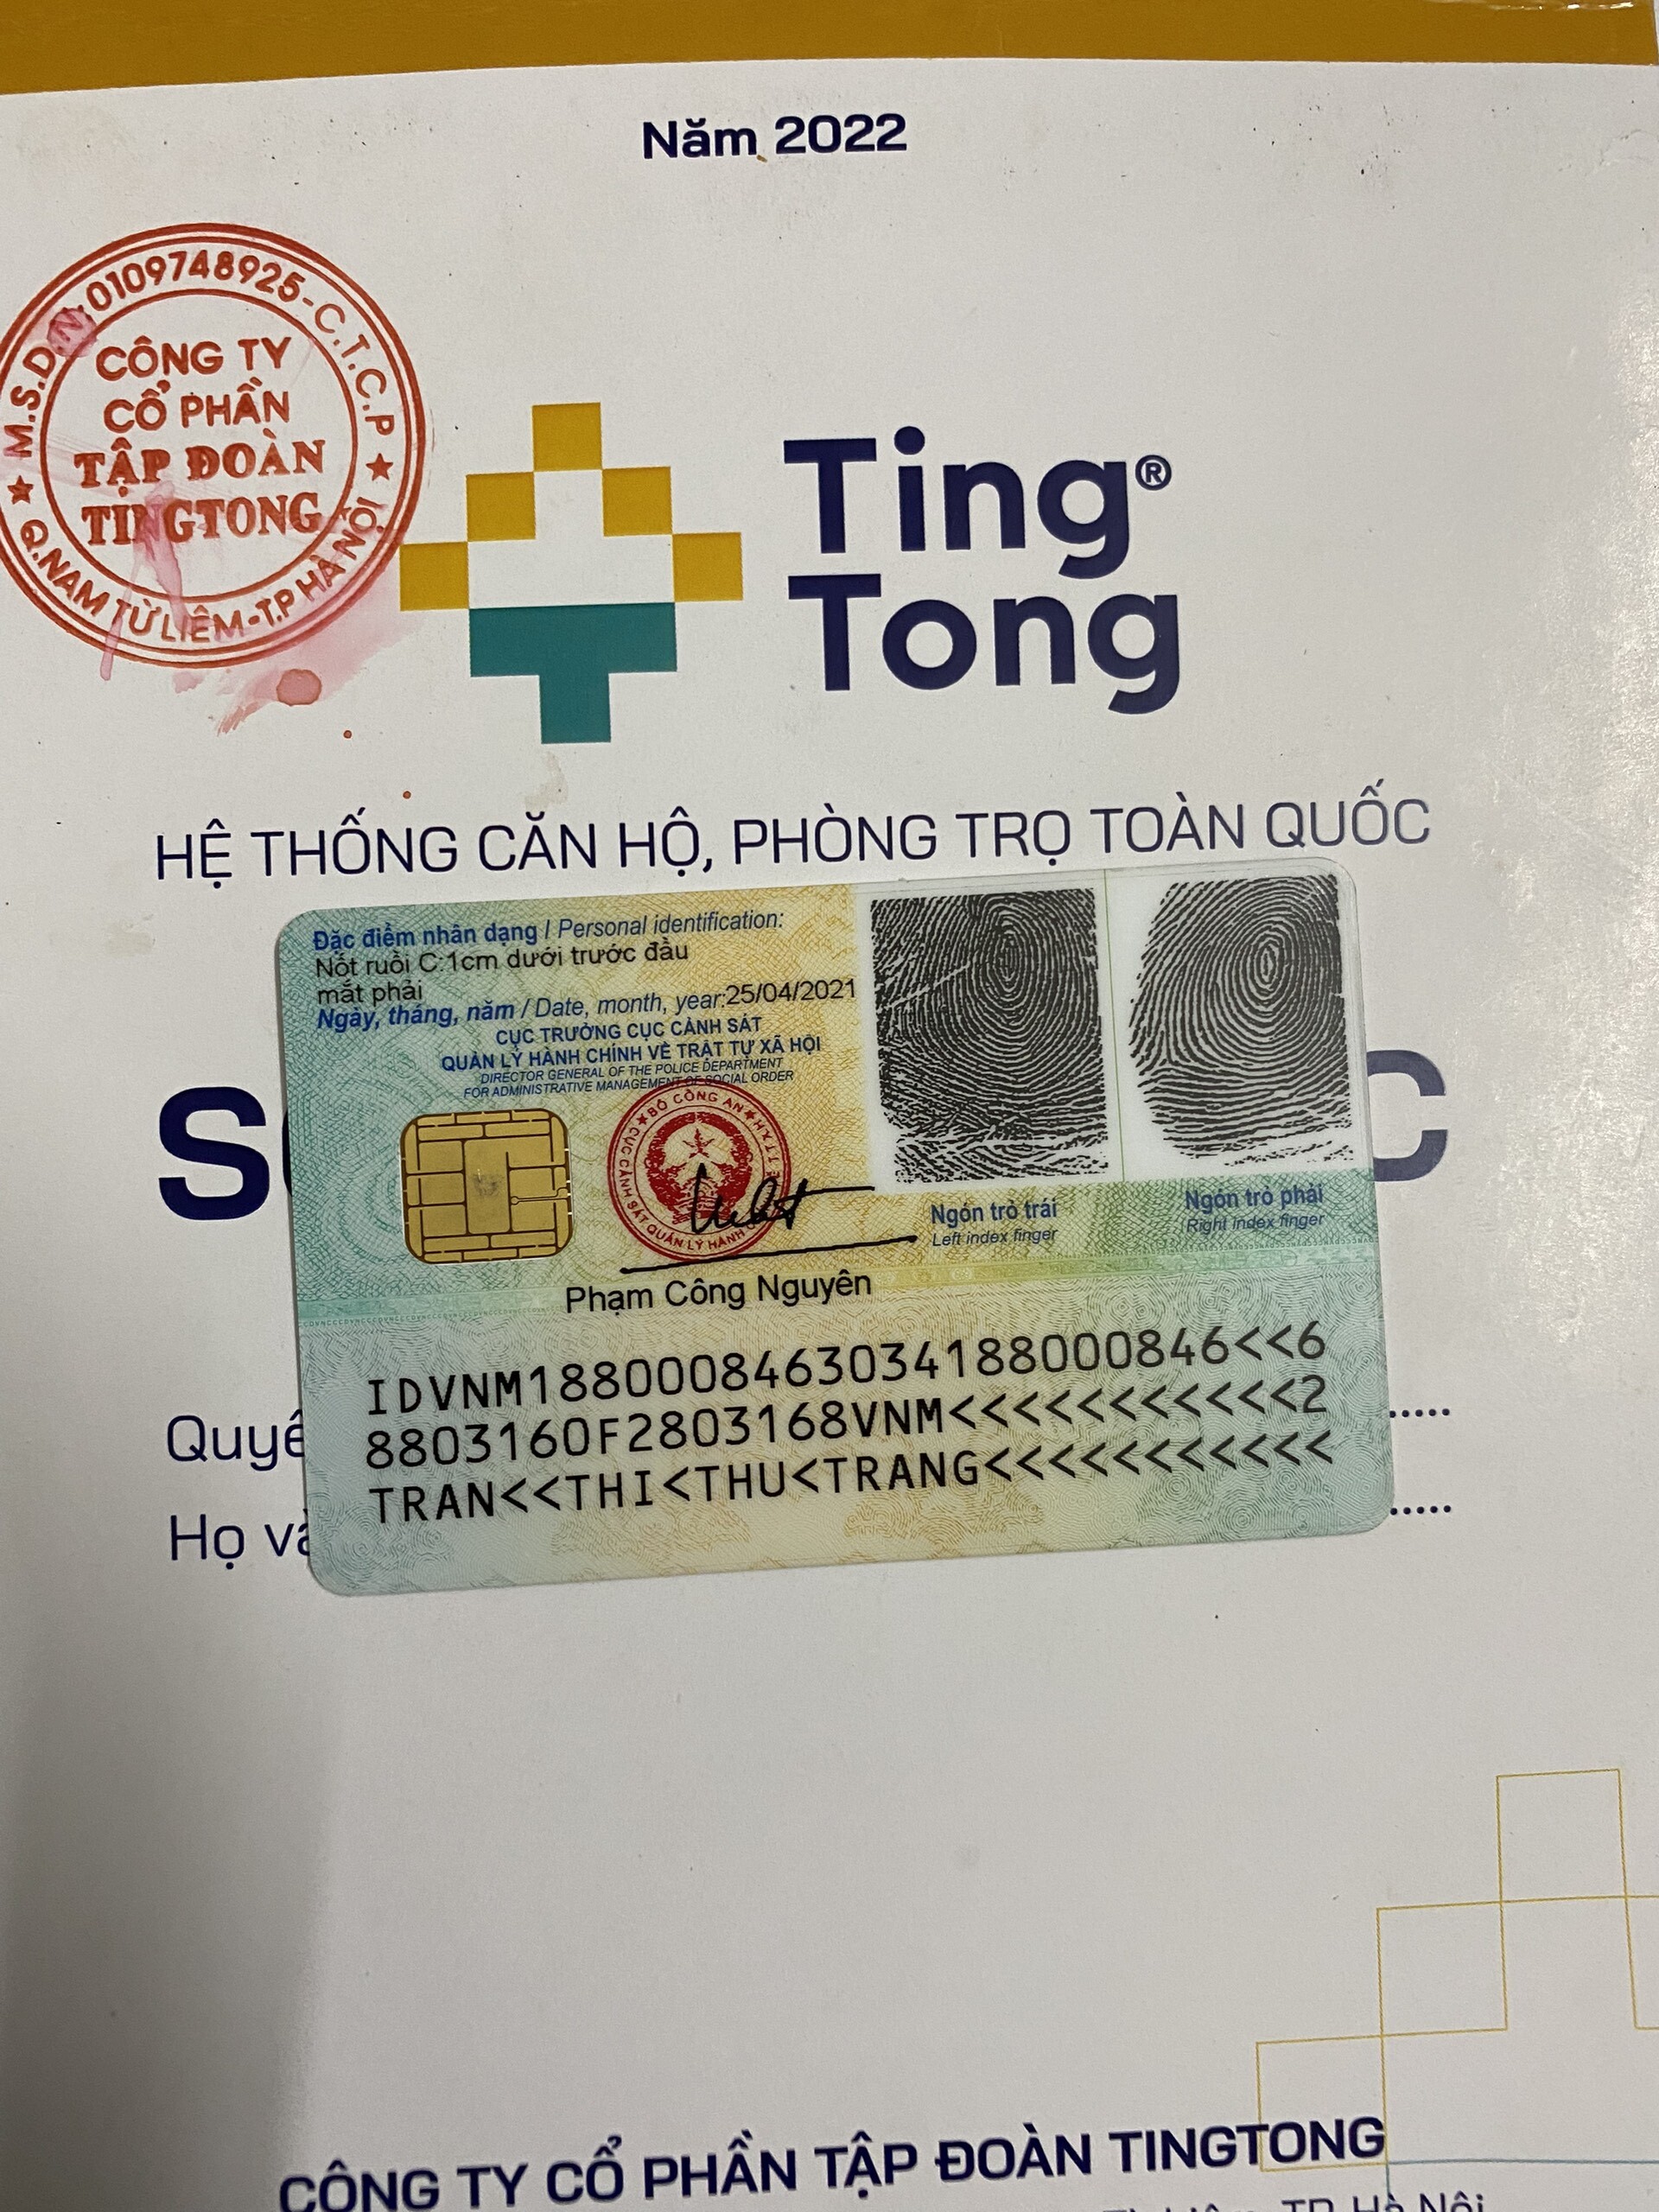 Năm 2022
M.S.D.N:0109748925-C.T.C.P
CÔNG TY
CỔ PHẦN
TẬP ĐOÀN
TINGTONG
Q.NAM TỪ LIÊM-T.P HÀ NỘI
Ting®
Tong
HỆ THỐNG CĂN HỘ, PHÒNG TRỌ TOÀN QUỐC
Đặc điểm nhân dạng / Personal identification:
Nốt ruồi C:1cm dưới trước đầu
mắt phải
Ngày, tháng, năm / Date, month, year:25/04/2021
CỤC TRƯỞNG CỤC CẢNH SÁT
QUẢN LÝ HÀNH CHÍNH VỀ TRẬT TỰ XÃ HỘI
DIRECTOR GENERAL OF THE POLICE DEPARTMENT
FOR ADMINISTRATIVE MANAGEMENT OF SOCIAL ORDER
BỘ CÔNG AN
CỤC CẢNH SÁT QUẢN LÝ HÀNH
Ngón trỏ trái
Left index finger
Ngón trỏ phải
Right index finger
Phạm Công Nguyên
IDVNM1880008463034188000846<<6
8803160F2803168VNM<<<<<<<<<<<2
TRAN<<THI<THU<TRANG<<<<<<<<<<<
Họ và
CÔNG TY CỔ PHẦN TẬP ĐOÀN TINGTONG
TP Hà Nội